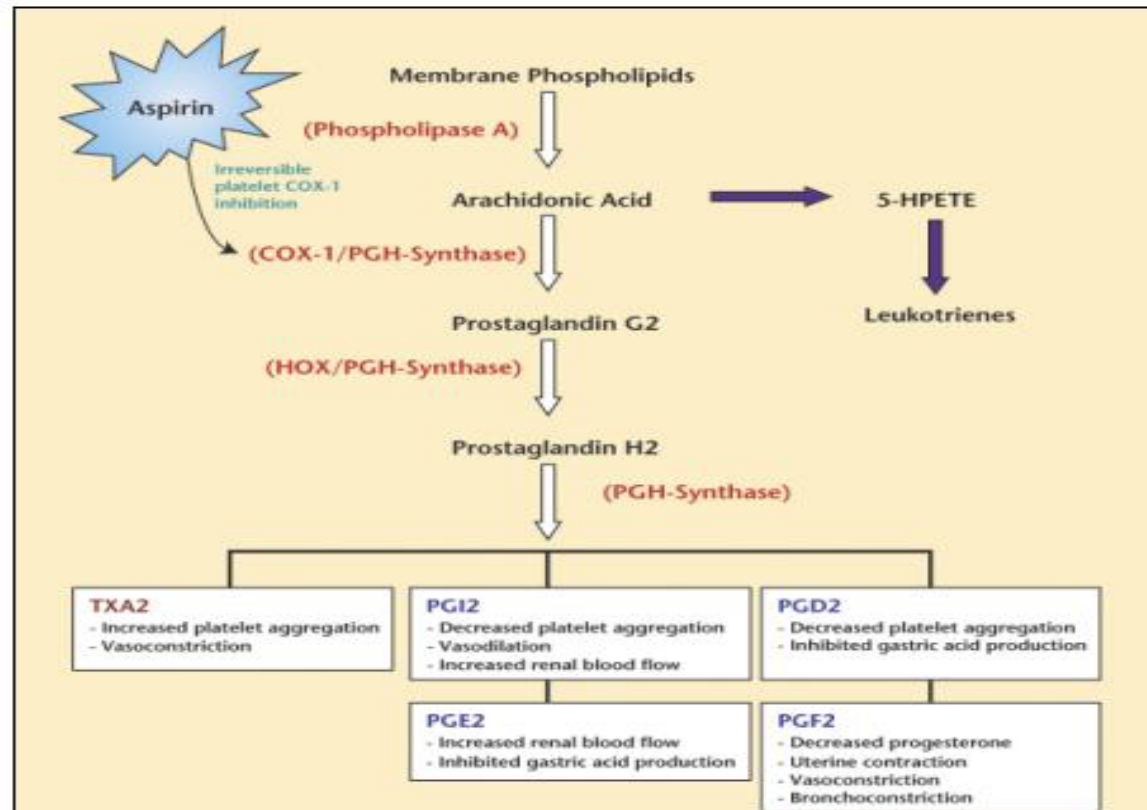 Aspirin
Membrane Phospholipids
(Phospholipase A)
Irreversible
platelet COX-1
inhibition
Arachidonic Acid
5-HPETE
(COX-1/PGH-Synthase)
Prostaglandin G2
Leukotrienes
(HOX/PGH-Synthase)
Prostaglandin H2
(PGH-Synthase)
TXA2
- Increased platelet aggregation
- Vasoconstriction
PGI2
- Decreased platelet aggregation
- Vasodilation
- Increased renal blood flow
PGD2
- Decreased platelet aggregation
- Inhibited gastric acid production
PGE2
- Increased renal blood flow
- Inhibited gastric acid production
PGF2
- Decreased progesterone
- Uterine contraction
- Vasoconstriction
- Bronchoconstriction